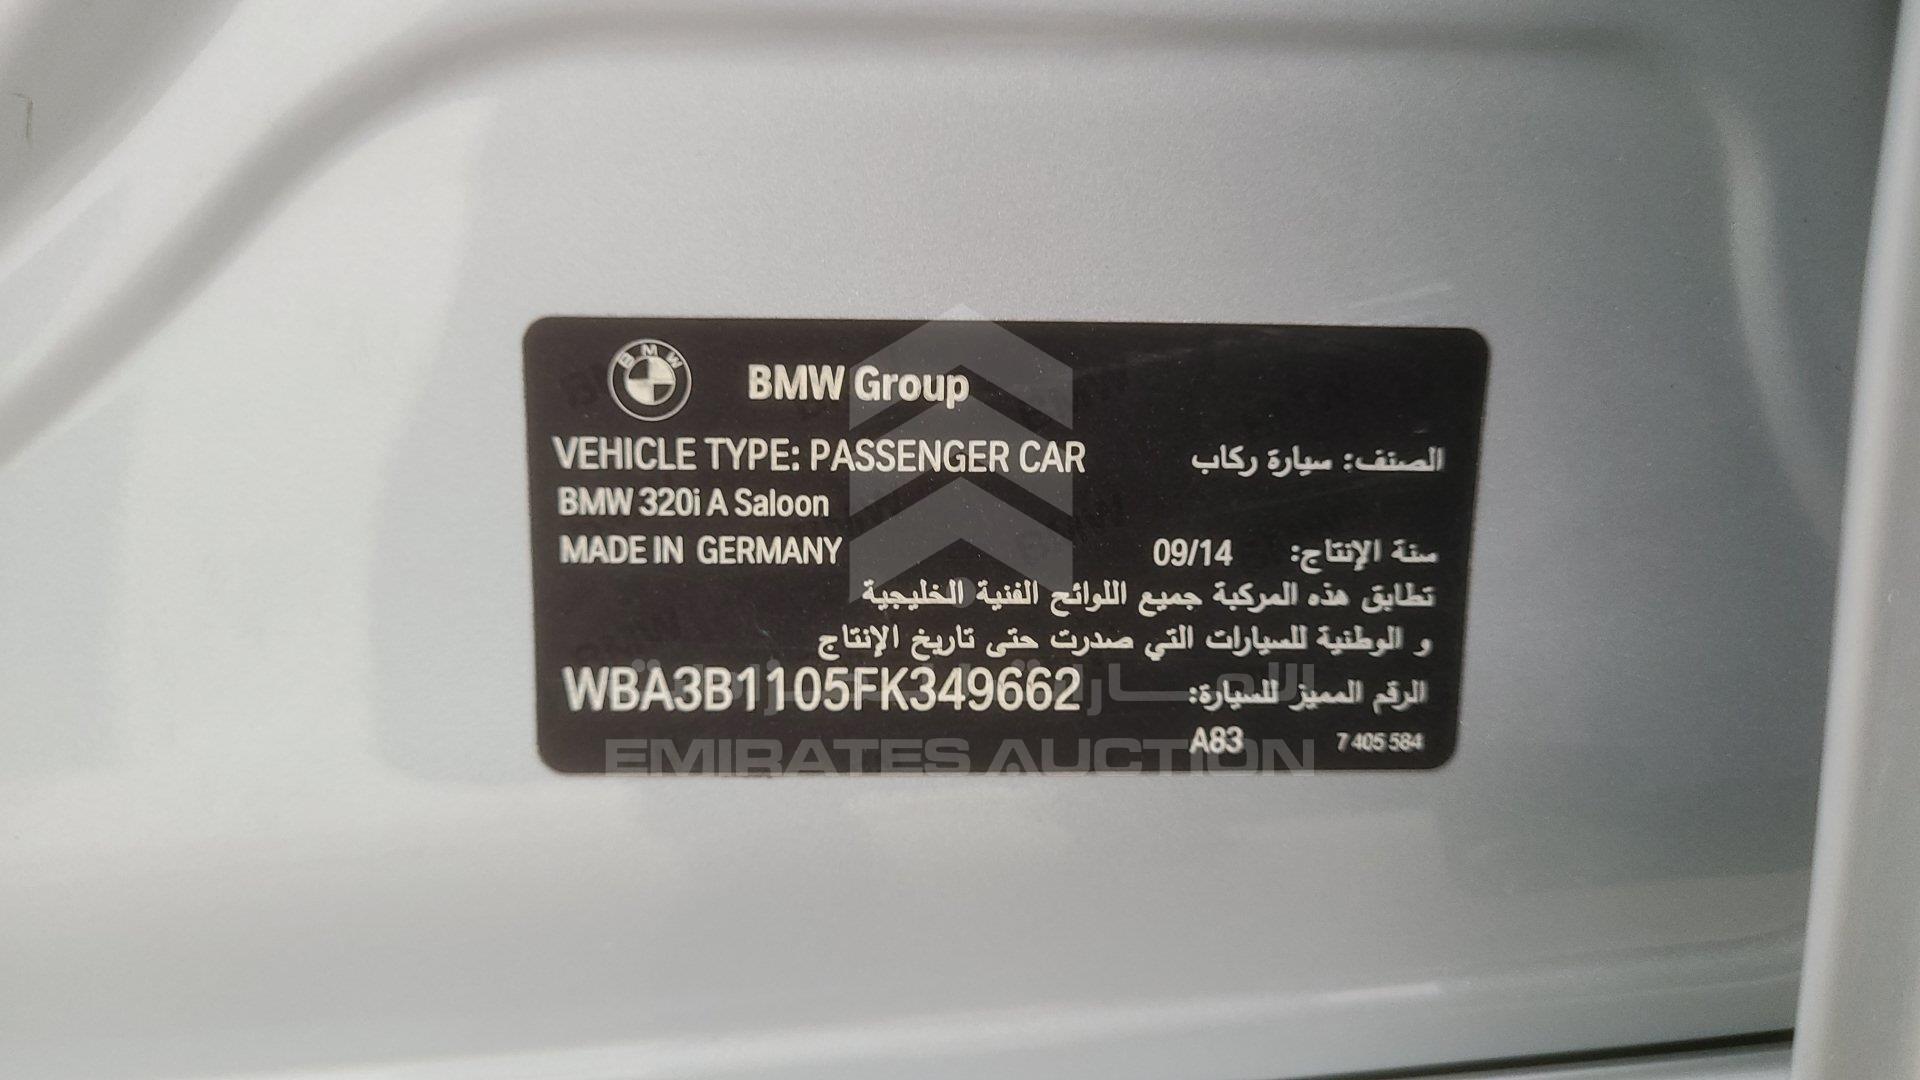 BMW
BMW Group
VEHICLE TYPE: PASSENGER CAR الصنف: سيارة ركاب
BMW 320i A Saloon
MADE IN GERMANY 09/14 سنة الإنتاج:
تطابق هذه المركبة جميع اللوائح الفنية الخليجية
و الوطنية للسيارات التي صدرت حتى تاريخ الإنتاج
WBA3B1105FK349662 الرقم المميز للسيارة:
A83 7 405 584
EMIRATES AUCTION